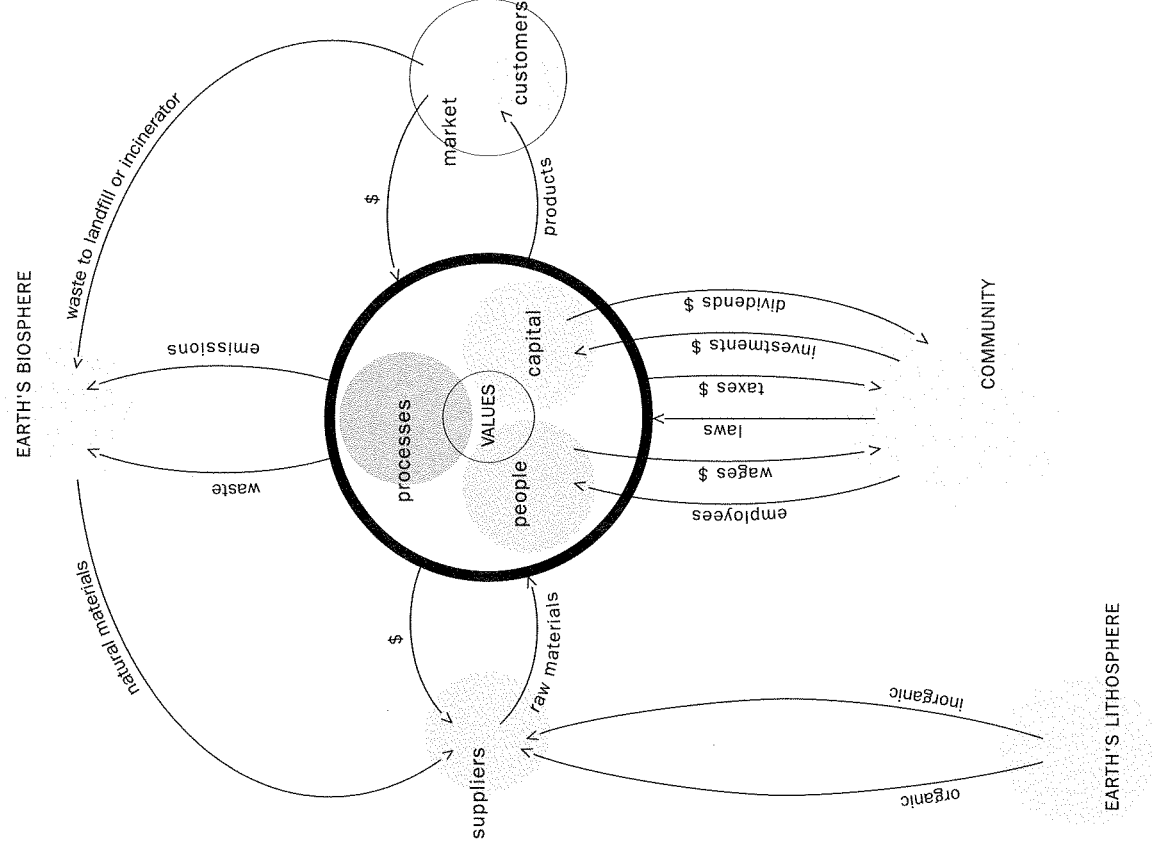 EARTH'S BIOSPHERE
waste to landfill or incinerator
natural materials
emissions
waste
market
customers
$
products
processes
VALUES
people
capital
$
raw materials
suppliers
dividends $
investments $
taxes $
laws
wages $
employees
COMMUNITY
inorganic
organic
EARTH'S LITHOSPHERE